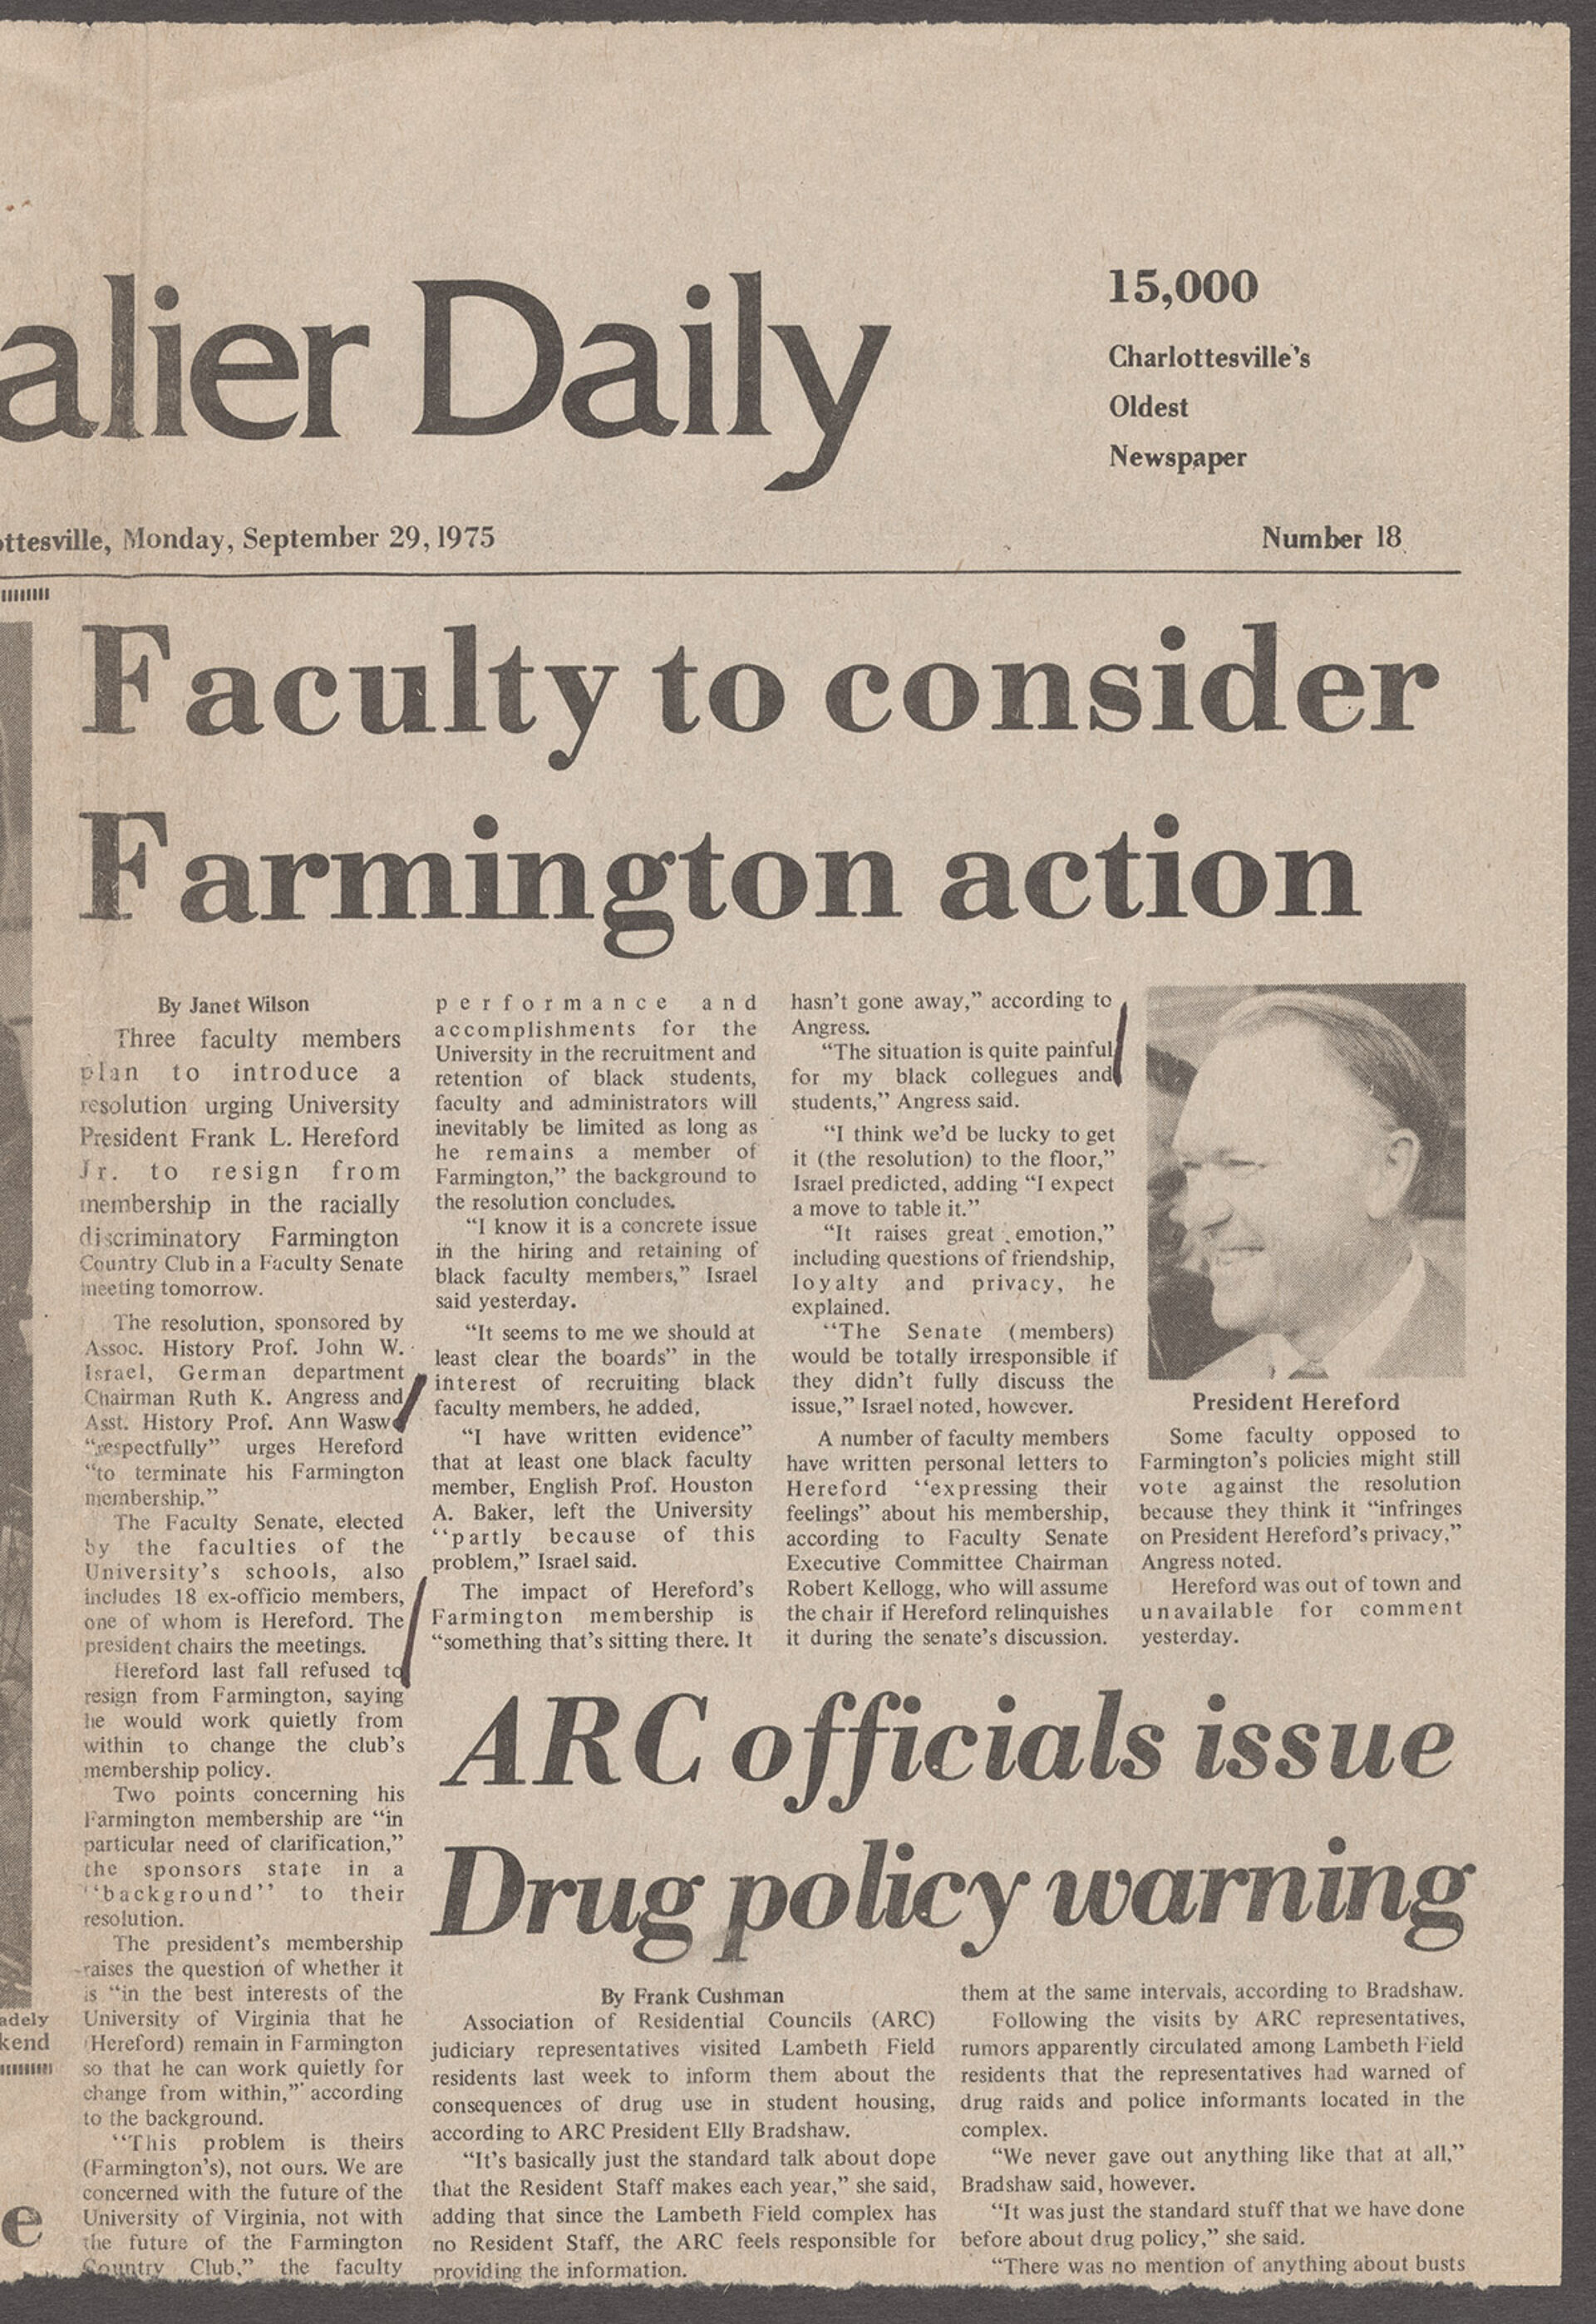 alier Daily
15,000
Charlottesville's
Oldest
Newspaper
ottesville, Monday, September 29, 1975
Number 18
Faculty to consider
Farmington action
By Janet Wilson
Three faculty members
plan to introduce a
resolution urging University
President Frank L. Hereford
Jr. to resign from
membership in the racially
discriminatory Farmington
Country Club in a Faculty Senate
meeting tomorrow.
The resolution, sponsored by
Assoc. History Prof. John W.
Israel, German department
Chairman Ruth K. Angress and
Asst. History Prof. Ann Wasw
“respectfully” urges Hereford
“to terminate his Farmington
membership.”
The Faculty Senate, elected
by the faculties of the
University's schools, also
includes 18 ex-officio members,
one of whom is Hereford. The
president chairs the meetings.
Hereford last fall refused to
resign from Farmington, saying
he would work quietly from
within to change the club's
membership policy.
Two points concerning his
Farmington membership are “in
particular need of clarification,”
the sponsors state in a
“background” to their
resolution.
The president's membership
raises the question of whether it
is “in the best interests of the
University of Virginia that he
(Hereford) remain in Farmington
so that he can work quietly for
change from within,” according
to the background.
“This problem is theirs
(Farmington's), not ours. We are
concerned with the future of the
University of Virginia, not with
the future of the Farmington
Country Club,” the faculty
performance and
accomplishments for the
University in the recruitment and
retention of black students,
faculty and administrators will
inevitably be limited as long as
he remains a member of
Farmington,” the background to
the resolution concludes.
“I know it is a concrete issue
in the hiring and retaining of
black faculty members,” Israel
said yesterday.
“It seems to me we should at
least clear the boards” in the
interest of recruiting black
faculty members, he added.
“I have written evidence”
that at least one black faculty
member, English Prof. Houston
A. Baker, left the University
“partly because of this
problem,” Israel said.
The impact of Hereford's
Farmington membership is
“something that's sitting there. It
hasn't gone away,” according to
Angress.
“The situation is quite painful
for my black collegues and
students,” Angress said.
“I think we'd be lucky to get
it (the resolution) to the floor,”
Israel predicted, adding “I expect
a move to table it.”
“It raises great emotion,”
including questions of friendship,
loyalty and privacy, he
explained.
“The Senate (members)
would be totally irresponsible if
they didn't fully discuss the
issue,” Israel noted, however.
A number of faculty members
have written personal letters to
Hereford “expressing their
feelings” about his membership,
according to Faculty Senate
Executive Committee Chairman
Robert Kellogg, who will assume
the chair if Hereford relinquishes
it during the senate's discussion.
President Hereford
Some faculty opposed to
Farmington's policies might still
vote against the resolution
because they think it “infringes
on President Hereford's privacy,”
Angress noted.
Hereford was out of town and
unavailable for comment
yesterday.
ARC officials issue
Drug policy warning
By Frank Cushman
Association of Residential Councils (ARC)
judiciary representatives visited Lambeth Field
residents last week to inform them about the
consequences of drug use in student housing,
according to ARC President Elly Bradshaw.
“It's basically just the standard talk about dope
that the Resident Staff makes each year,” she said,
adding that since the Lambeth Field complex has
no Resident Staff, the ARC feels responsible for
providing the information.
them at the same intervals, according to Bradshaw.
Following the visits by ARC representatives,
rumors apparently circulated among Lambeth Field
residents that the representatives had warned of
drug raids and police informants located in the
complex.
“We never gave out anything like that at all,”
Bradshaw said, however.
“It was just the standard stuff that we have done
before about drug policy,” she said.
“There was no mention of anything about busts
adely
kend
e